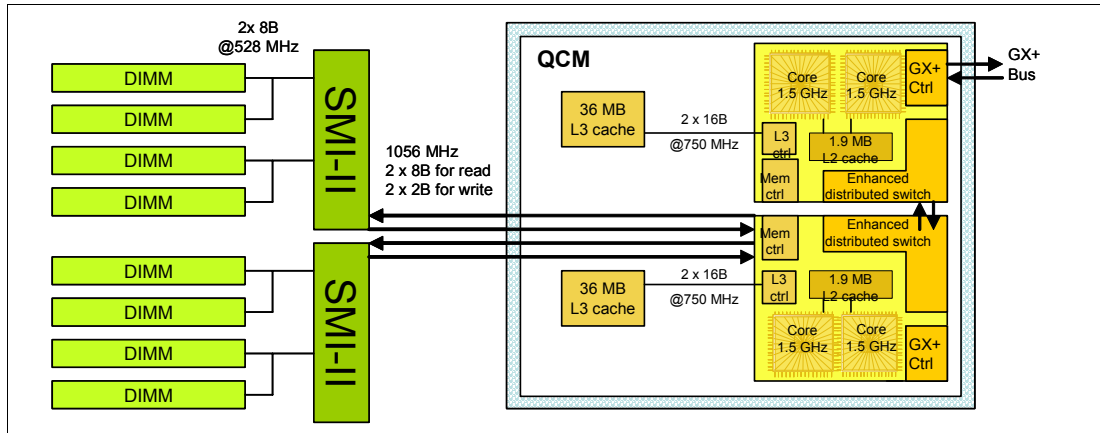 2x 8B
@528 MHz
DIMM
DIMM
DIMM
DIMM
DIMM
DIMM
DIMM
DIMM
SMI-II
SMI-II
1056 MHz
2 x 8B for read
2 x 2B for write
QCM
36 MB
L3 cache
2 x 16B
@750 MHz
Core
1.5 GHz
Core
1.5 GHz
GX+
Ctrl
GX+
Bus
L3
ctrl
1.9 MB
L2 cache
Mem
ctrl
Enhanced
distributed switch
Mem
ctrl
Enhanced
distributed switch
36 MB
L3 cache
2 x 16B
@750 MHz
L3
ctrl
1.9 MB
L2 cache
Core
1.5 GHz
Core
1.5 GHz
GX+
Ctrl